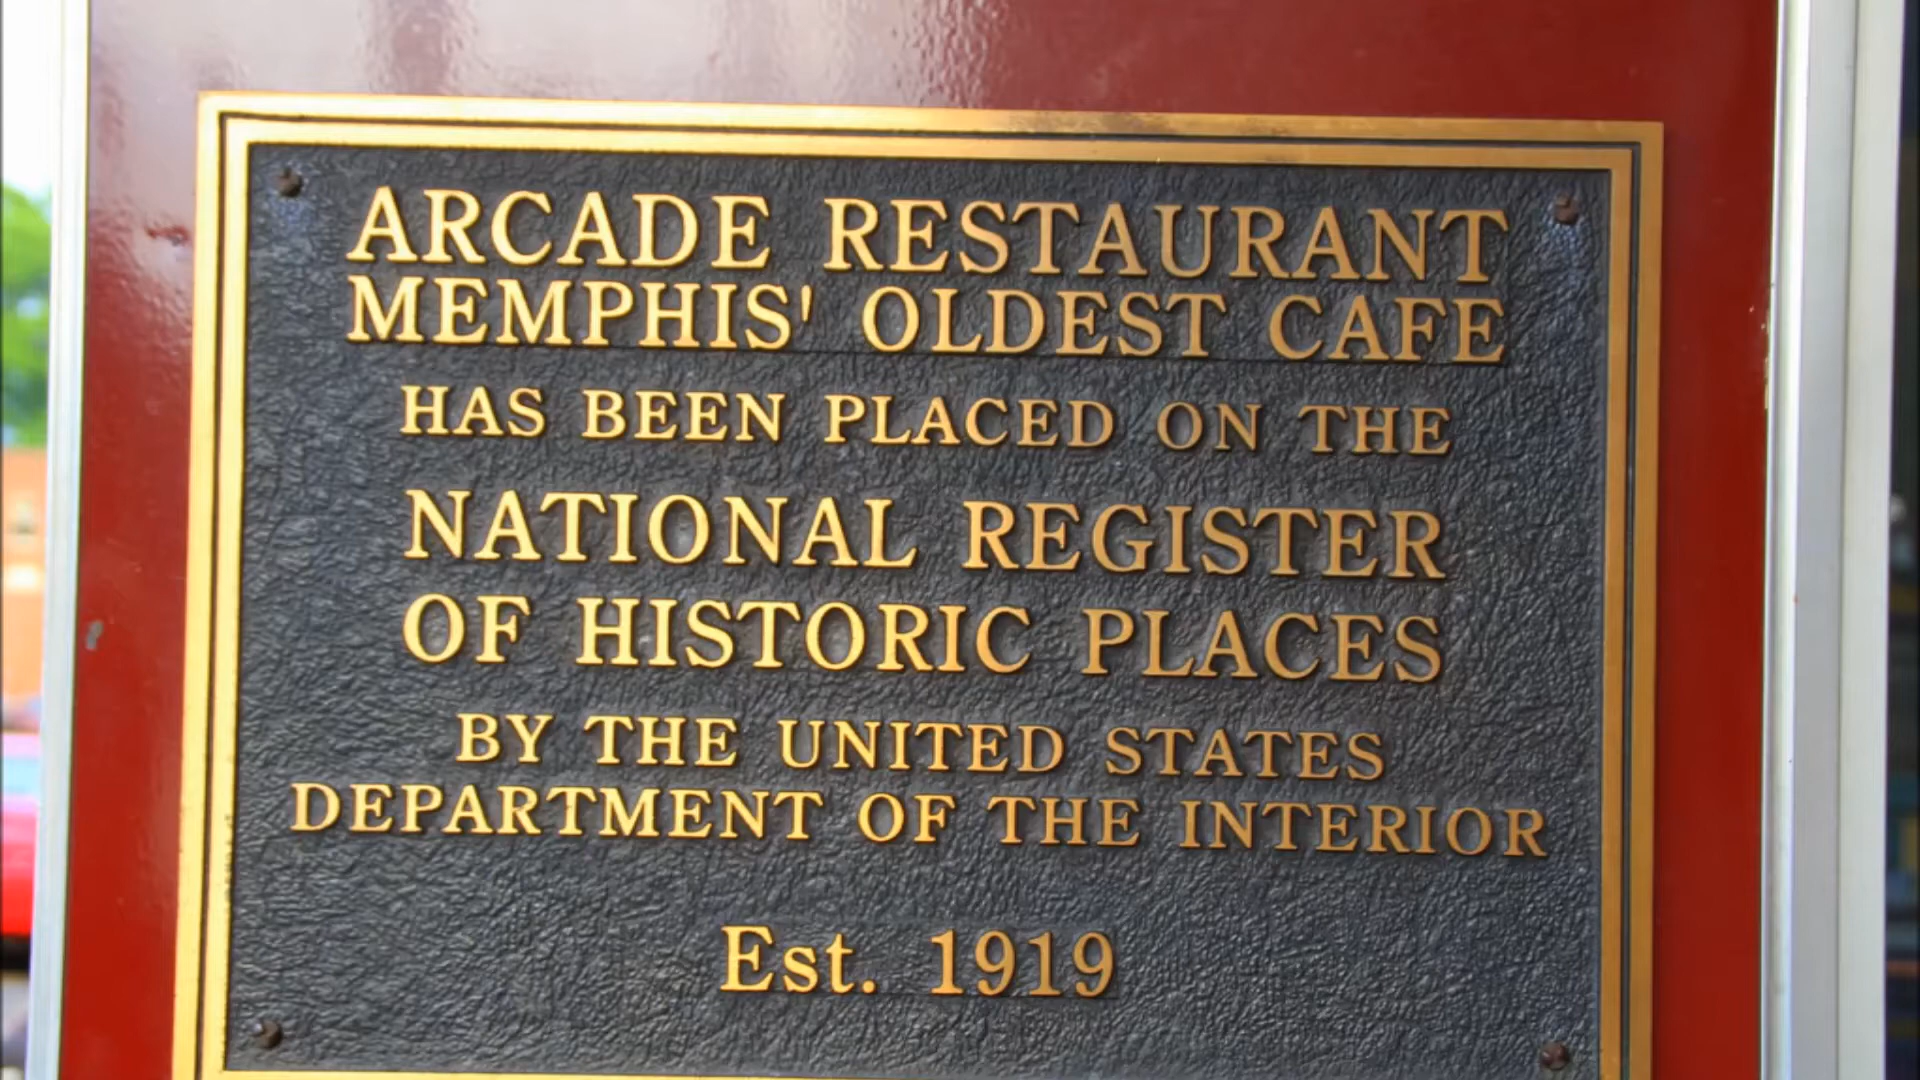 ARCADE RESTAURANT
MEMPHIS' OLDEST CAFE
HAS BEEN PLACED ON THE
NATIONAL REGISTER
OF HISTORIC PLACES
BY THE UNITED STATES
DEPARTMENT OF THE INTERIOR
Est. 1919